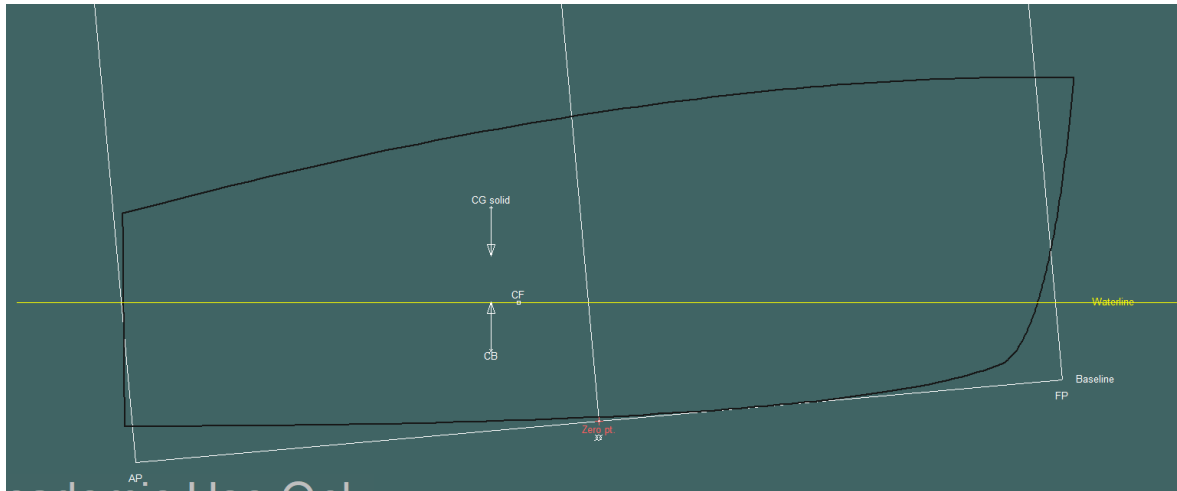 CG solid
CF
Waterline
CB
Baseline
FP
Zero pt.
AP